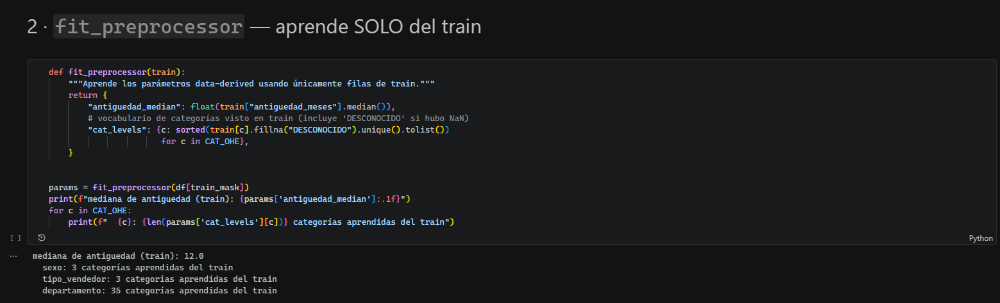 2 · fit_preprocessor — aprende SOLO del train
def fit_preprocessor(train):
    """Aprende los parámetros data-derived usando únicamente filas de train."""
    return {
        "antiguedad_median": float(train["antiguedad_meses"].median()),
        # vocabulario de categorías visto en train (incluye 'DESCONOCIDO' si hubo NaN)
        "cat_levels": {c: sorted(train[c].fillna("DESCONOCIDO").unique().tolist())
                       for c in CAT_OHE},
    }
params = fit_preprocessor(df[train_mask])
print(f"mediana de antiguedad (train): {params['antiguedad_median']:.1f}")
for c in CAT_OHE:
    print(f"  {c}: {len(params['cat_levels'][c])} categorías aprendidas del train")
[ ]
Python
...
mediana de antiguedad (train): 12.0
  sexo: 3 categorías aprendidas del train
  tipo_vendedor: 3 categorías aprendidas del train
  departamento: 35 categorías aprendidas del train